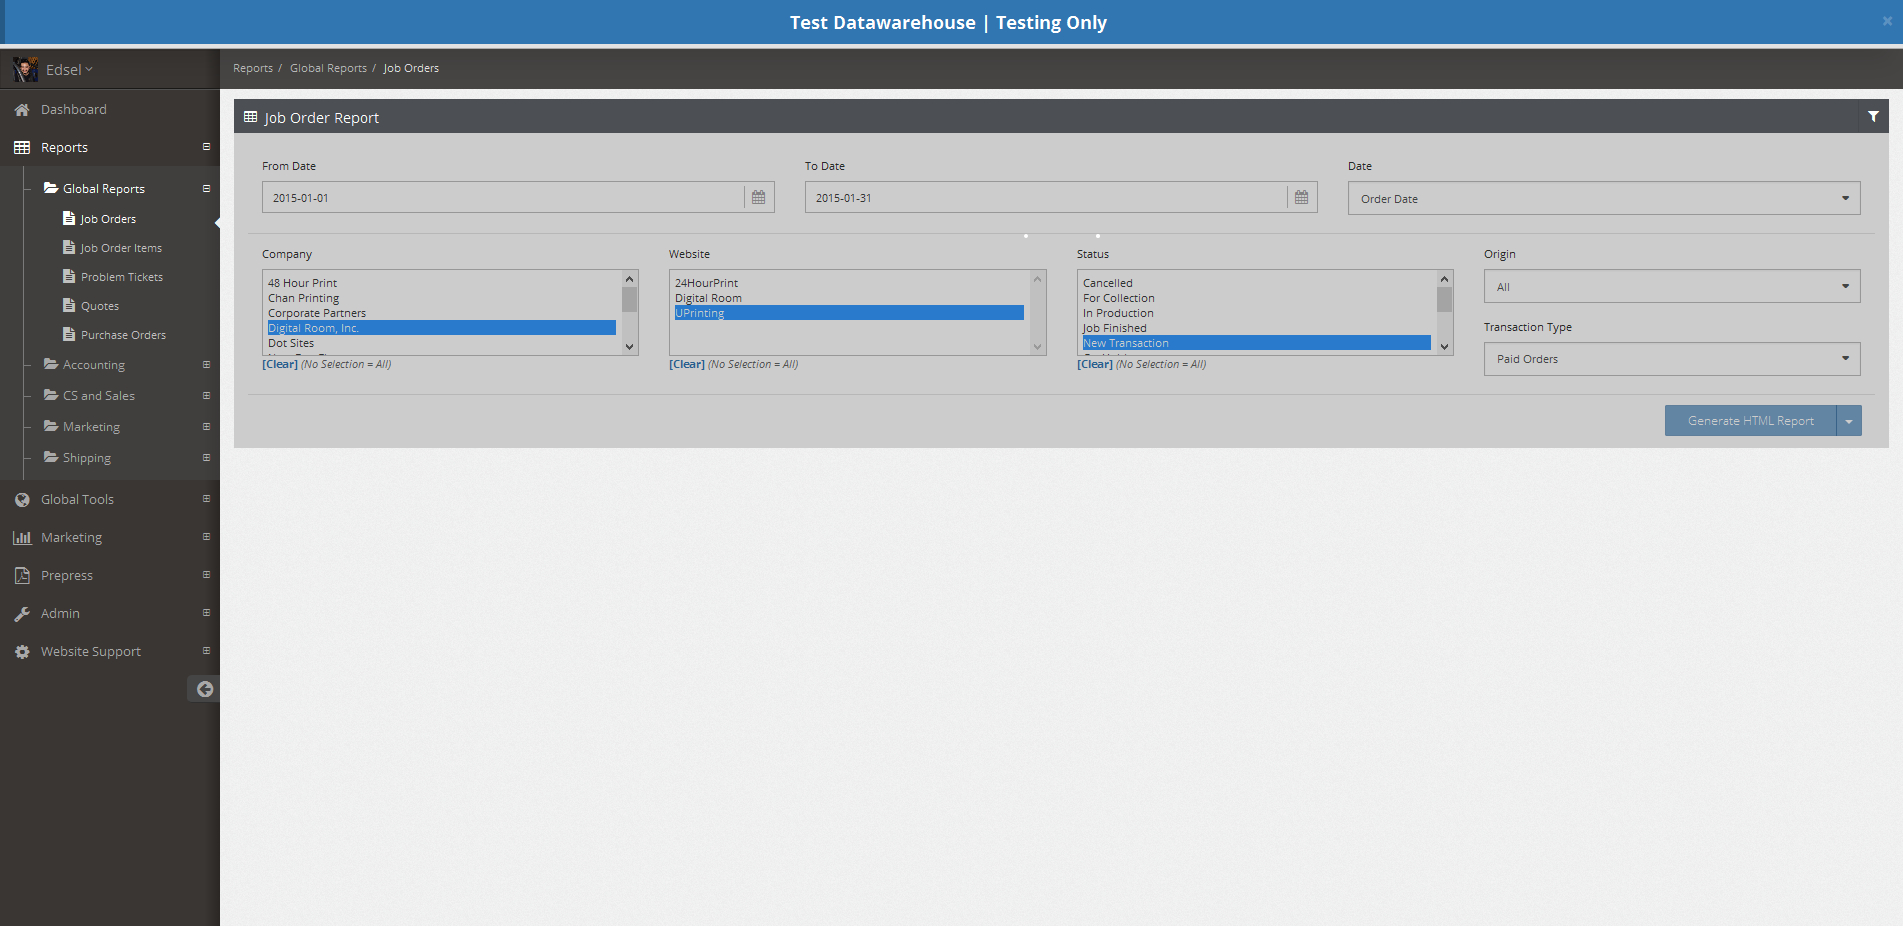 Test Datawarehouse | Testing Only
×
Edsel
Reports / Global Reports / Job Orders
Dashboard
Reports
Global Reports
Job Orders
Job Order Items
Problem Tickets
Quotes
Purchase Orders
Accounting
CS and Sales
Marketing
Shipping
Global Tools
Marketing
Prepress
Admin
Website Support
Job Order Report
From Date
2015-01-01
To Date
2015-01-31
Date
Order Date
Company
48 Hour Print
Chan Printing
Corporate Partners
Digital Room, Inc.
Dot Sites
[Clear] (No Selection = All)
Website
24HourPrint
Digital Room
UPrinting
[Clear] (No Selection = All)
Status
Cancelled
For Collection
In Production
Job Finished
New Transaction
[Clear] (No Selection = All)
Origin
All
Transaction Type
Paid Orders
Generate HTML Report